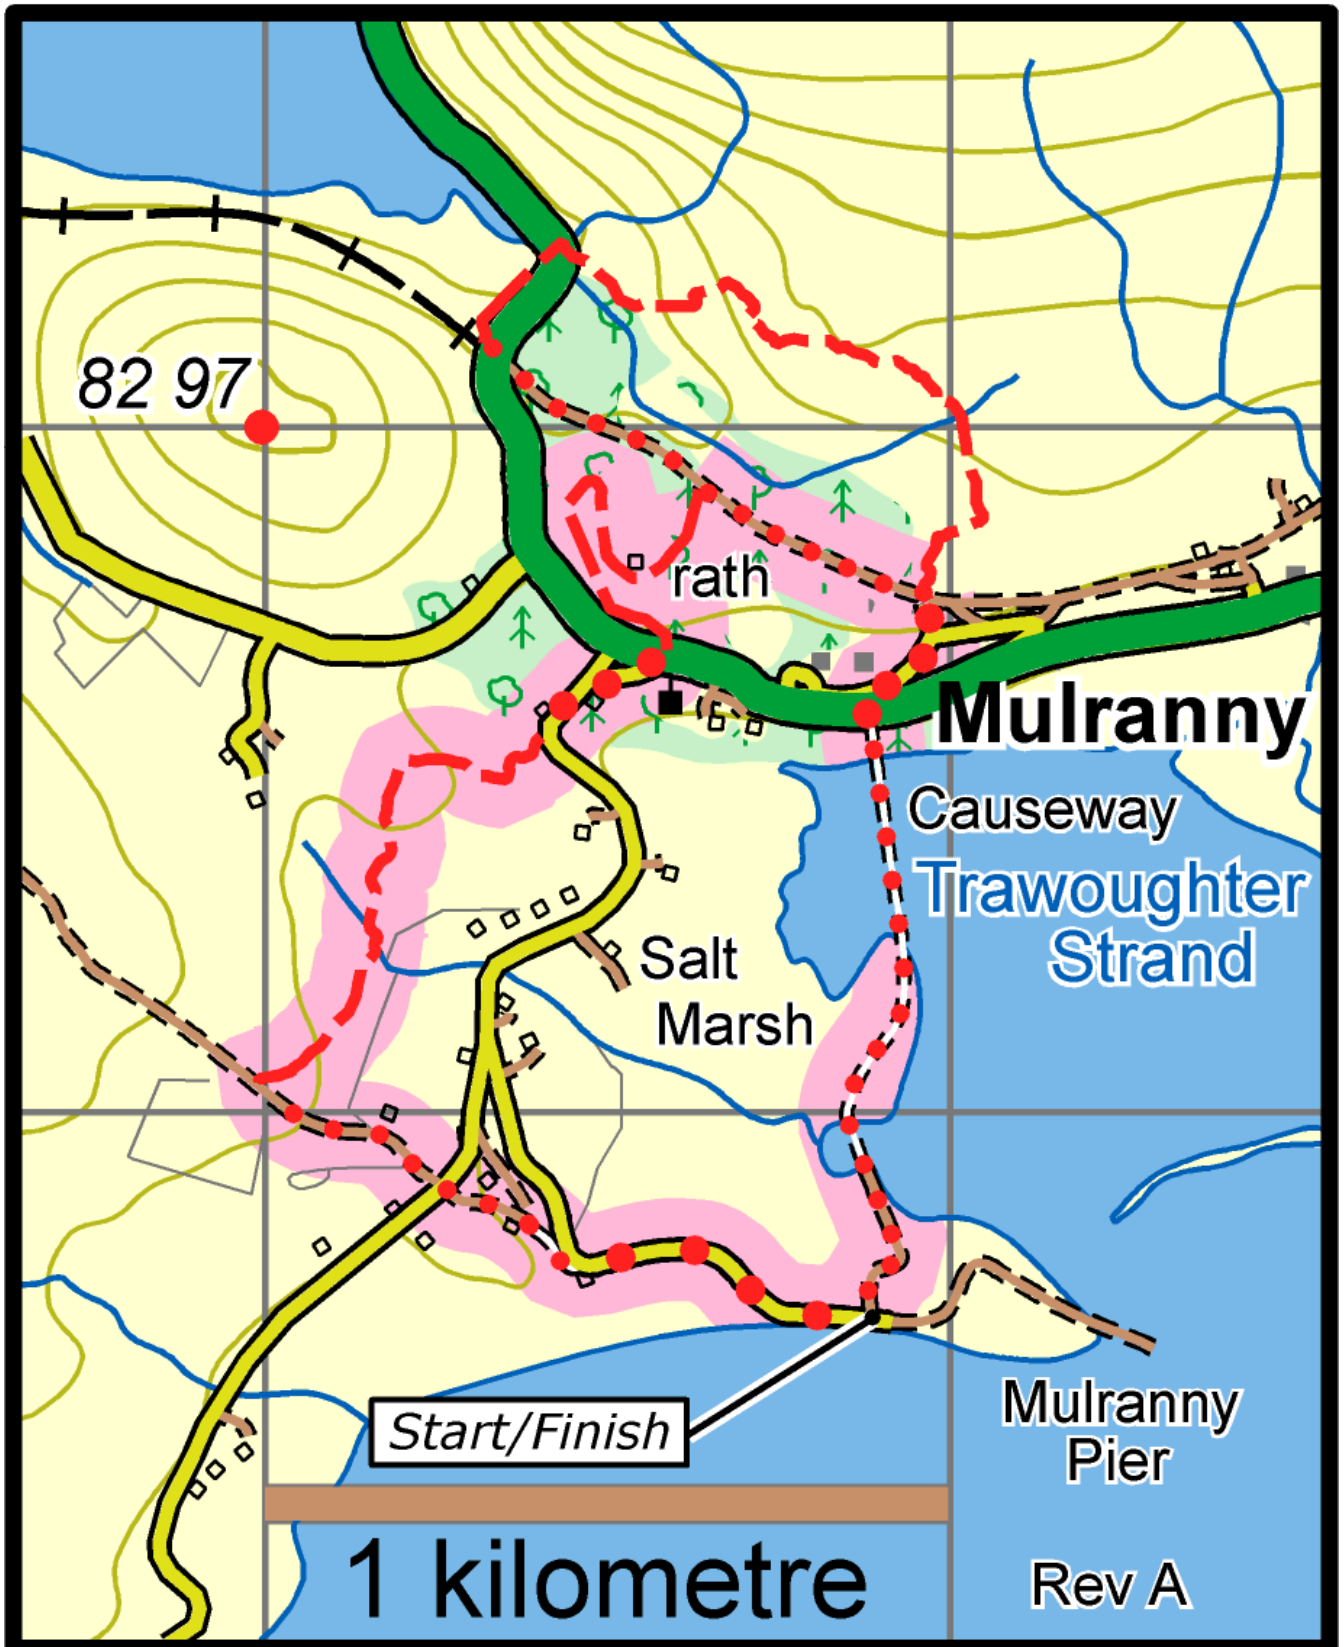 82 97
rath
Mulranny
Causeway
Trawoughter
Strand
Salt
Marsh
Start/Finish
Mulranny
Pier
1 kilometre
Rev A